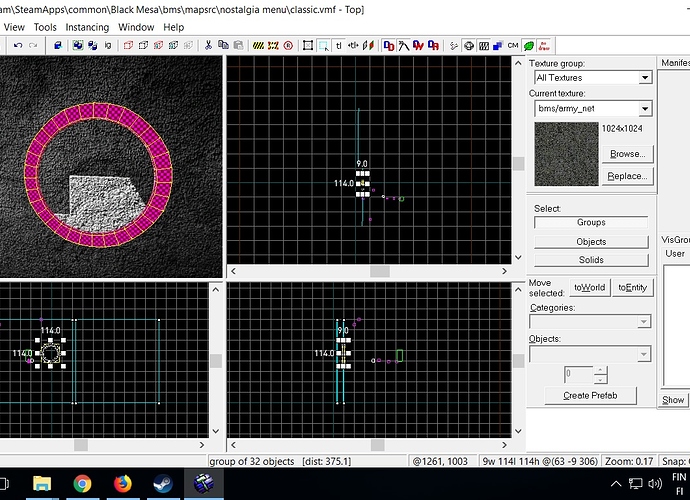 am\SteamApps\common\Black Mesa\bms\mapsrc\nostalgia menu\classic.vmf - Top]
View Tools Instancing Window Help
Texture group:
All Textures
Current texture:
bms/army_net
1024x1024
Browse...
Replace...
Manifes
9.0
114.0
Select:
Groups
Objects
Solids
VisGrou
User
Move
selected:
toWorld
toEntity
Categories:
Objects:
0
Create Prefab
Show
114.0
114.0
9.0
114.0
group of 32 objects [dist: 375.1]
@1261, 1003
9w 114l 114h @(63 -9 306)
Zoom: 0.17
Snap:
FIN
FI